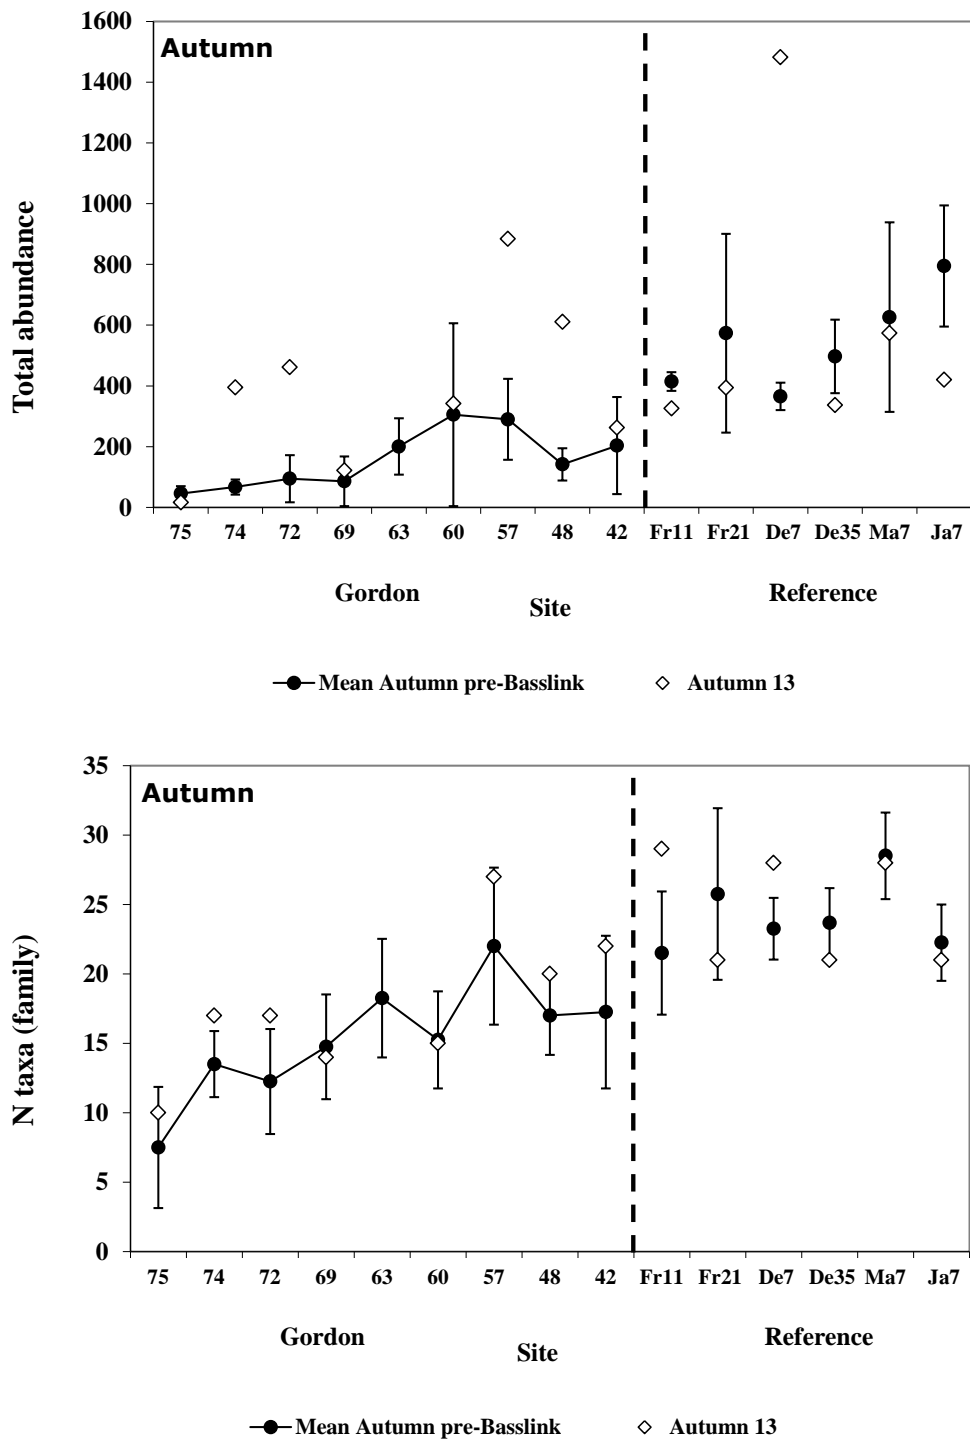 Autumn
1600
1400
1200
1000
800
600
400
200
0
Total abundance
75 74 72 69 63 60 57 48 42 Fr11 Fr21 De7 De35 Ma7 Ja7
Gordon Reference
Site
Mean Autumn pre-Basslink Autumn 13
Autumn
35
30
25
20
15
10
5
0
N taxa (family)
75 74 72 69 63 60 57 48 42 Fr11 Fr21 De7 De35 Ma7 Ja7
Gordon Reference
Site
Mean Autumn pre-Basslink Autumn 13